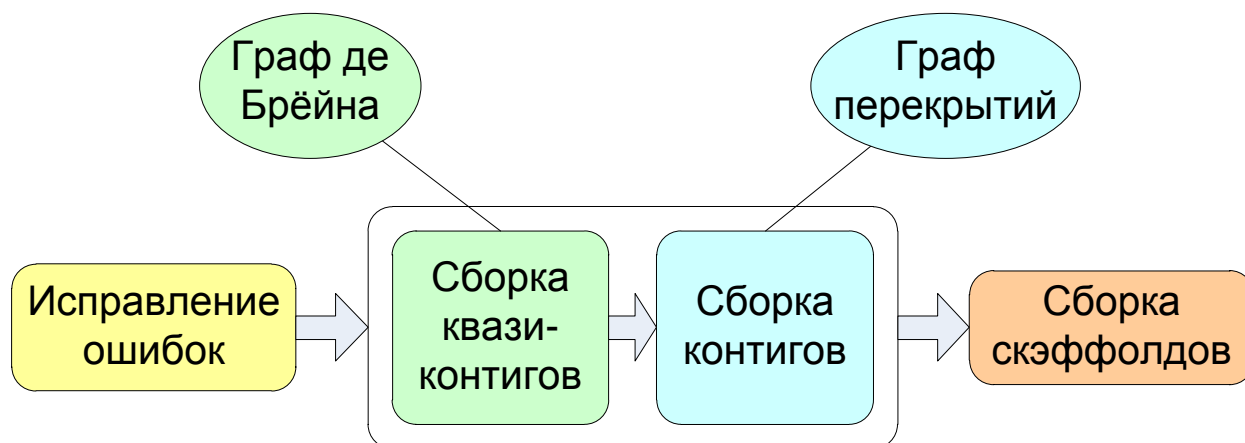 Граф де
Брёйна
Граф
перекрытий
Исправление
ошибок
Сборка
квази-
контигов
Сборка
контигов
Сборка
скэффолдов